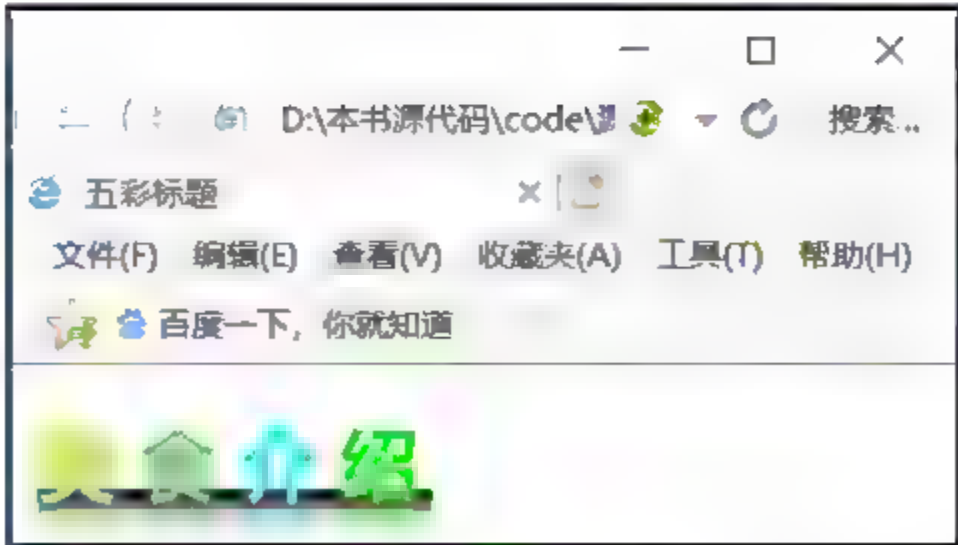 D:\本书源代码\code\
搜索...
五彩标题
文件(F) 编辑(E) 查看(V) 收藏夹(A) 工具(T) 帮助(H)
百度一下，你就知道
食介绍